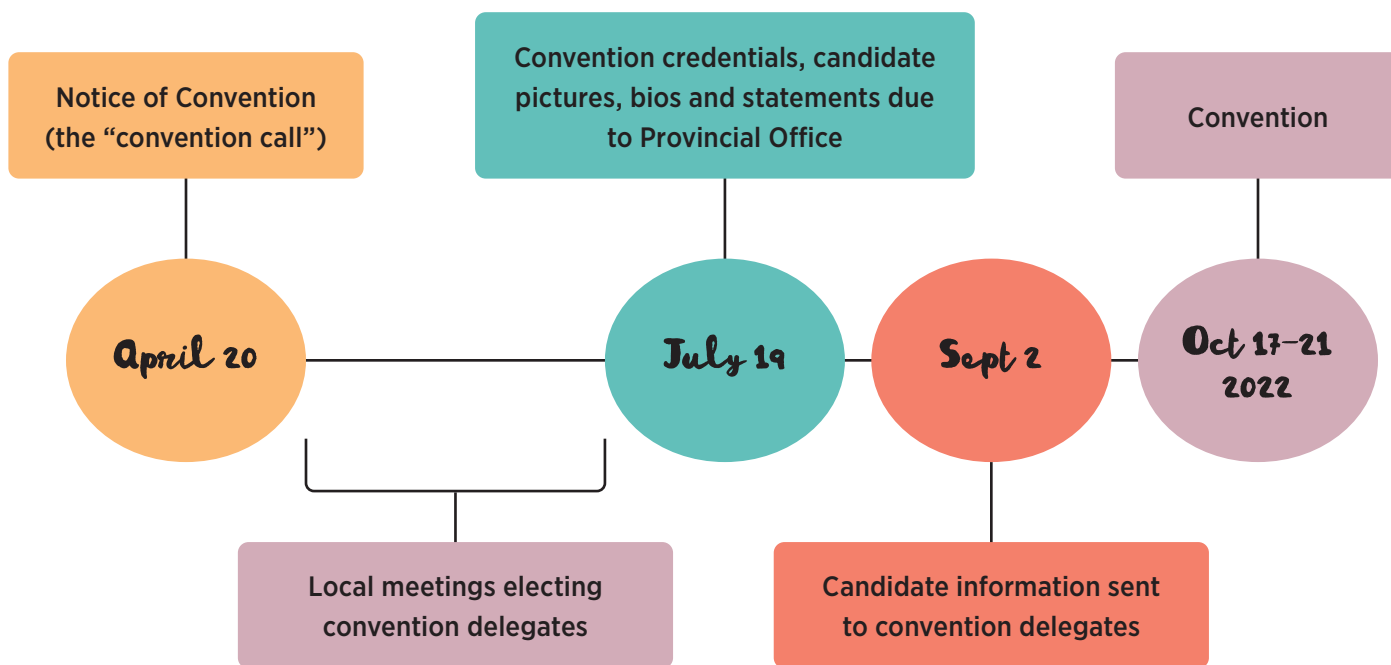 Notice of Convention
(the “convention call”)
Convention credentials, candidate
pictures, bios and statements due
to Provincial Office
Convention
April 20
July 19
Sept 2
Oct 17–21
2022
Local meetings electing
convention delegates
Candidate information sent
to convention delegates